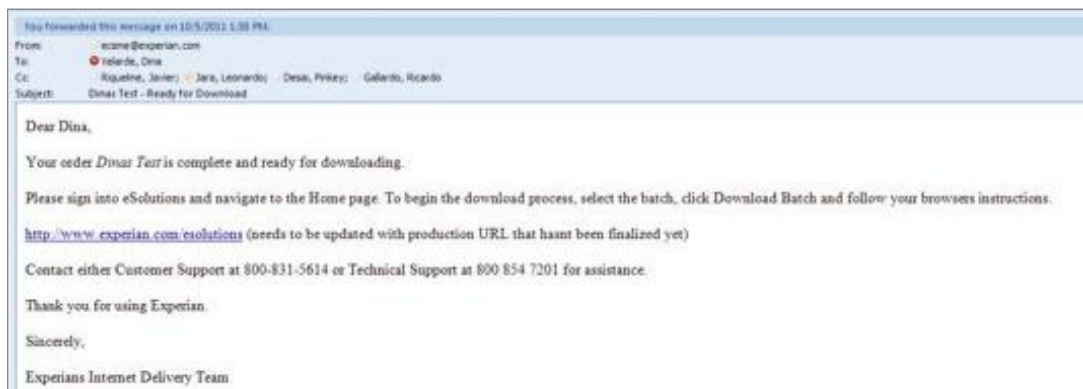 You forwarded this message on 10/5/2011 1:38 PM.
From: ecsme@experian.com
To: Velarde, Dina
Cc: Riquelme, Javier; Jara, Leonardo; Desai, Pinkey; Gallardo, Ricardo
Subject: Dinas Test - Ready for Download
Dear Dina,
Your order Dinas Test is complete and ready for downloading.
Please sign into eSolutions and navigate to the Home page. To begin the download process, select the batch, click Download Batch and follow your browsers instructions.
http://www.experian.com/esolutions (needs to be updated with production URL that hasnt been finalized yet)
Contact either Customer Support at 800-831-5614 or Technical Support at 800 854 7201 for assistance.
Thank you for using Experian.
Sincerely,
Experians Internet Delivery Team